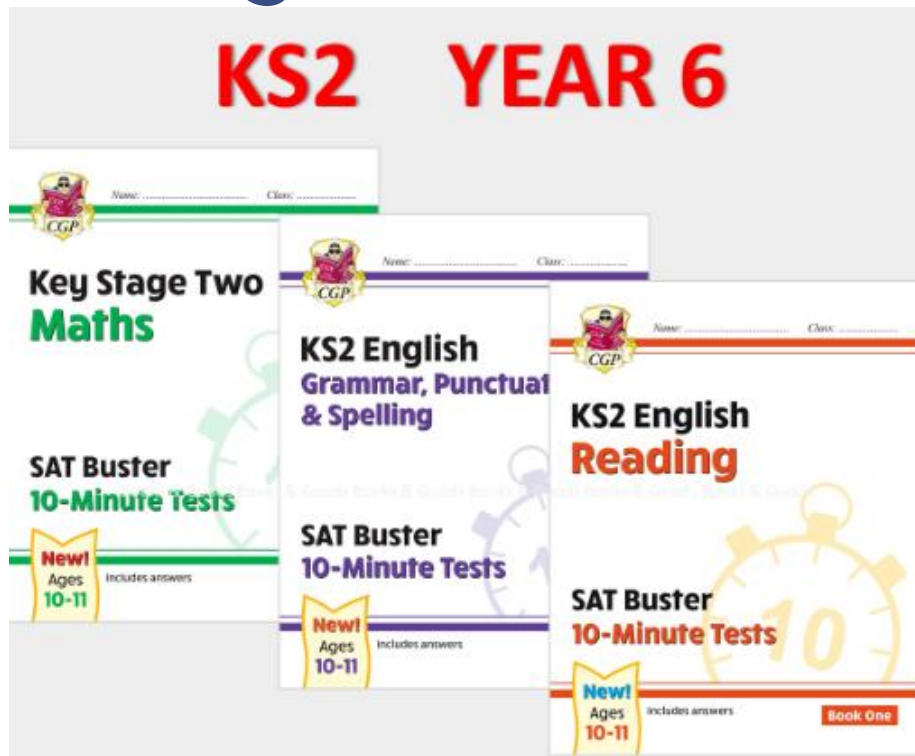 KS2 YEAR 6
CGP
Name:
Class:
Key Stage Two
Maths
SAT Buster
10-Minute Tests
New!
Ages
10-11
Includes answers
CGP
Name:
Class:
KS2 English
Grammar, Punctuat
& Spelling
SAT Buster
10-Minute Tests
New!
Ages
10-11
Includes answers
CGP
Name:
Class:
KS2 English
Reading
SAT Buster
10-Minute Tests
10
New!
Ages
10-11
Includes answers
Book One